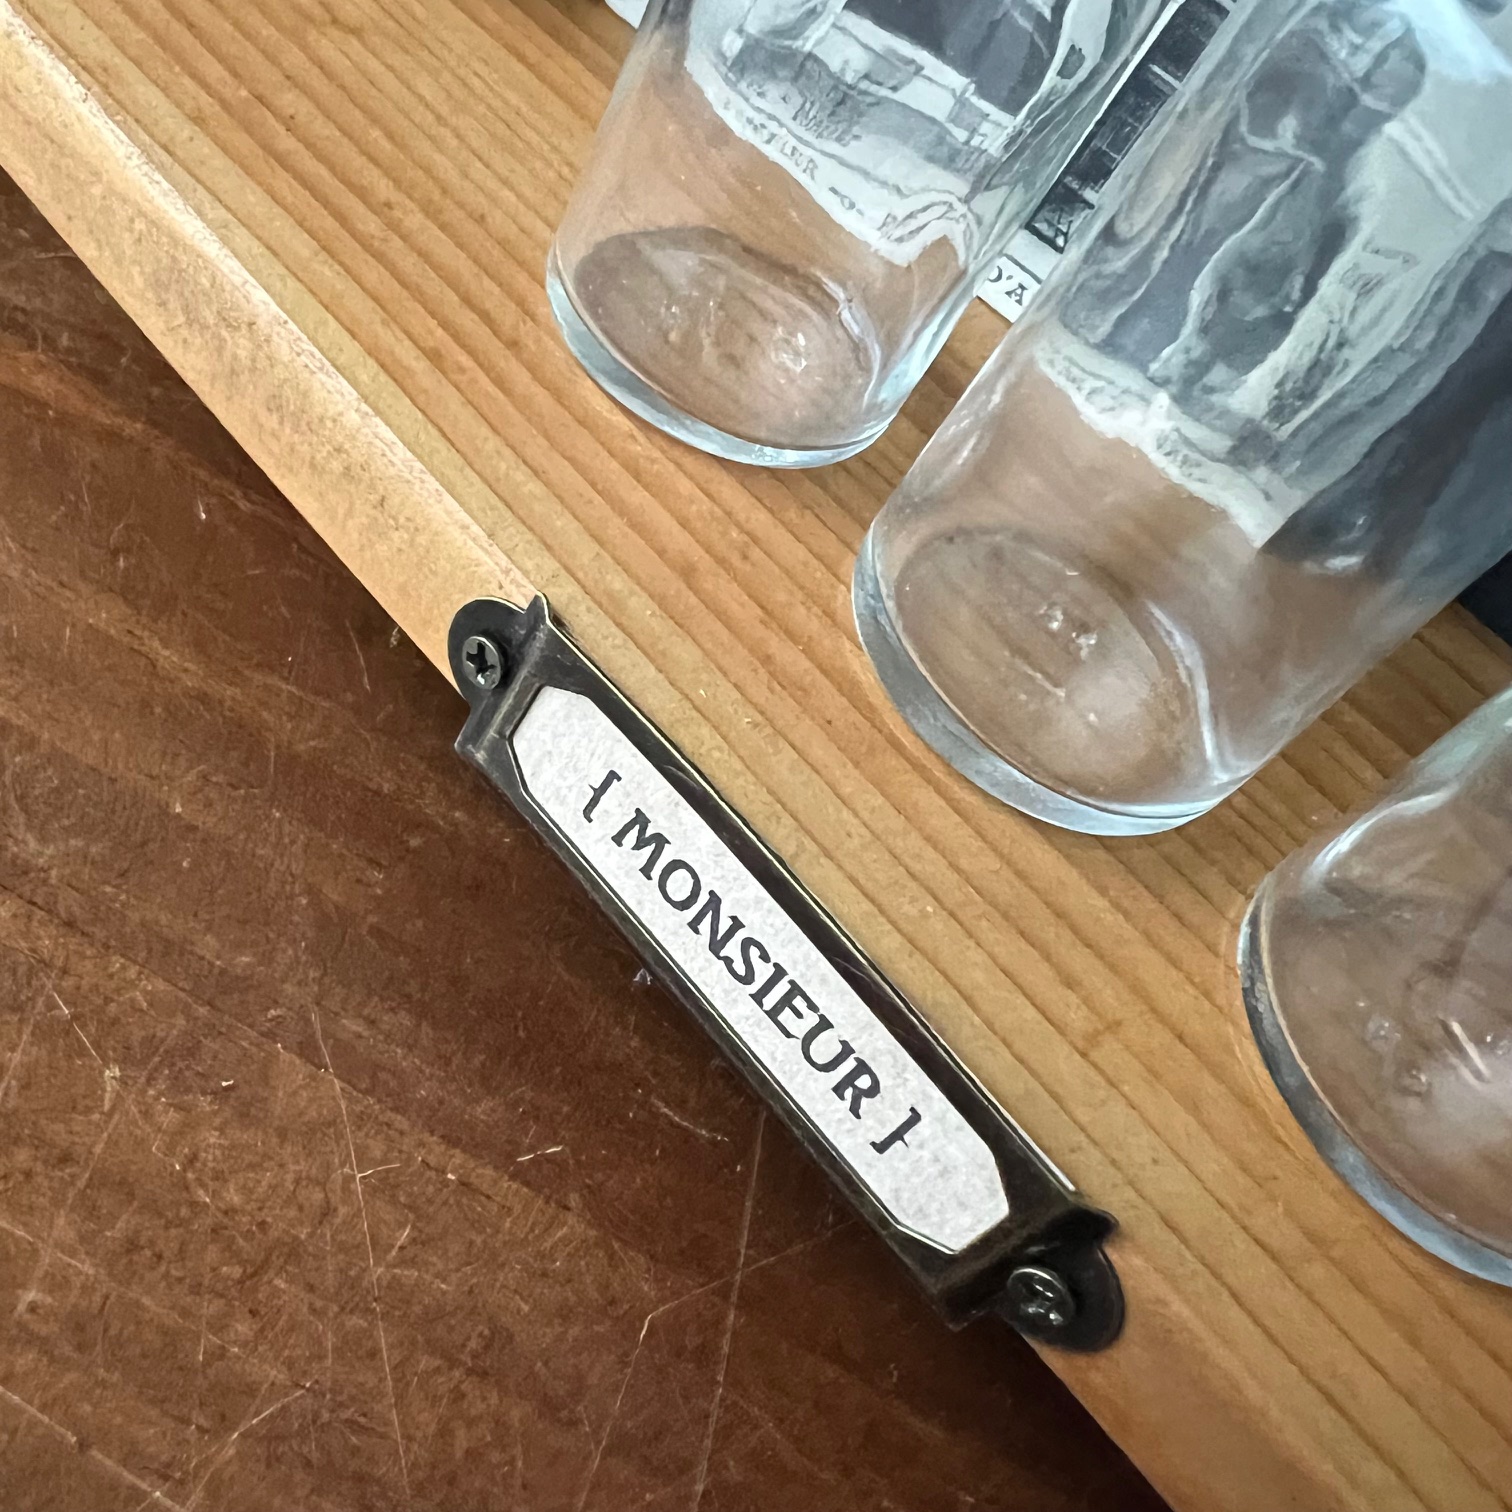 { MONSIEUR }
D'A